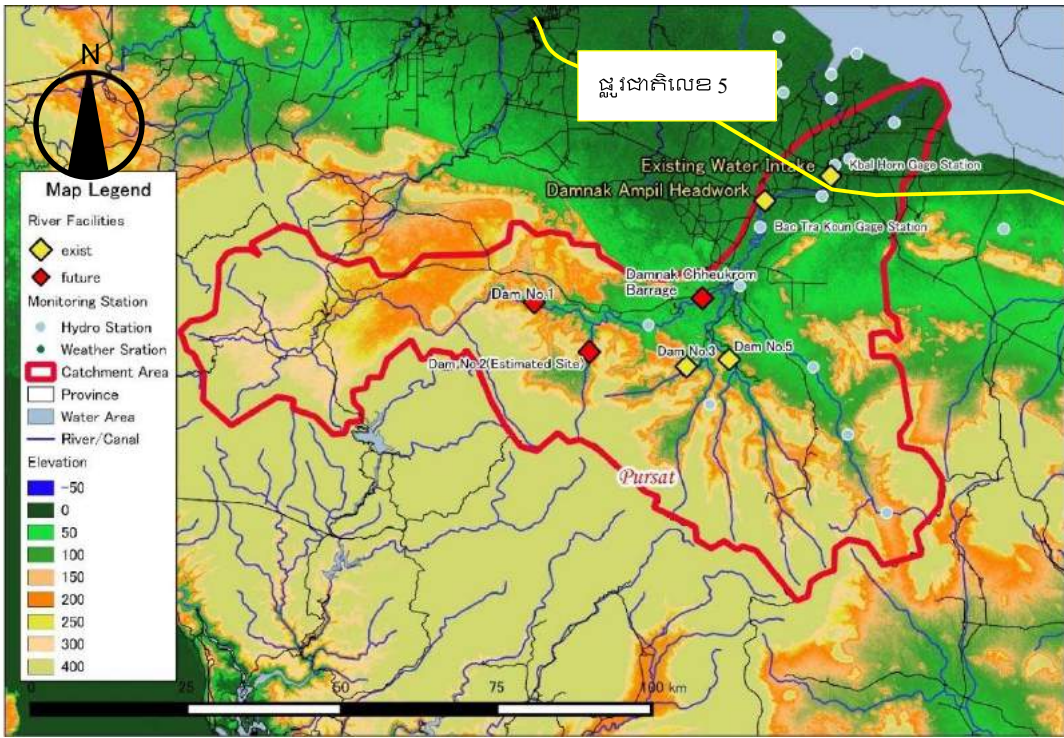 N
ផ្លូវជាតិលេខ 5
Existing Water Intake
Kbal Horn Gage Station
Damnak Ampil Headwork
Bac Tra Koun Gage Station
Damnak Chheukrom
Barrage
Dam No.1
Dam No.2(Estimated Site)
Dam No.3
Dam No.5
Pursat
Map Legend
River Facilities
exist
future
Monitoring Station
Hydro Station
Weather Sration
Catchment Area
Province
Water Area
River/Canal
Elevation
-50
0
50
100
150
200
250
300
400
0 25 50 75 100 km